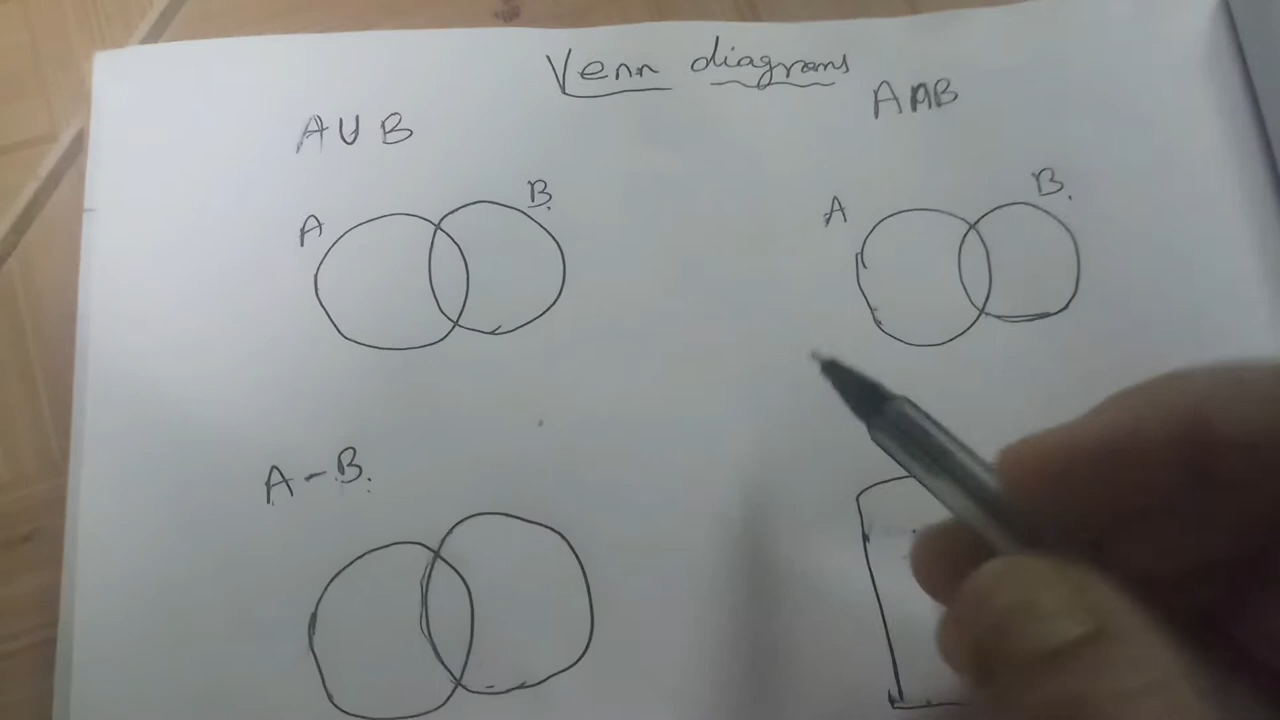 Venn diagrams
A ∪ B
A ∩ B
A
B.
A
B.
A - B.